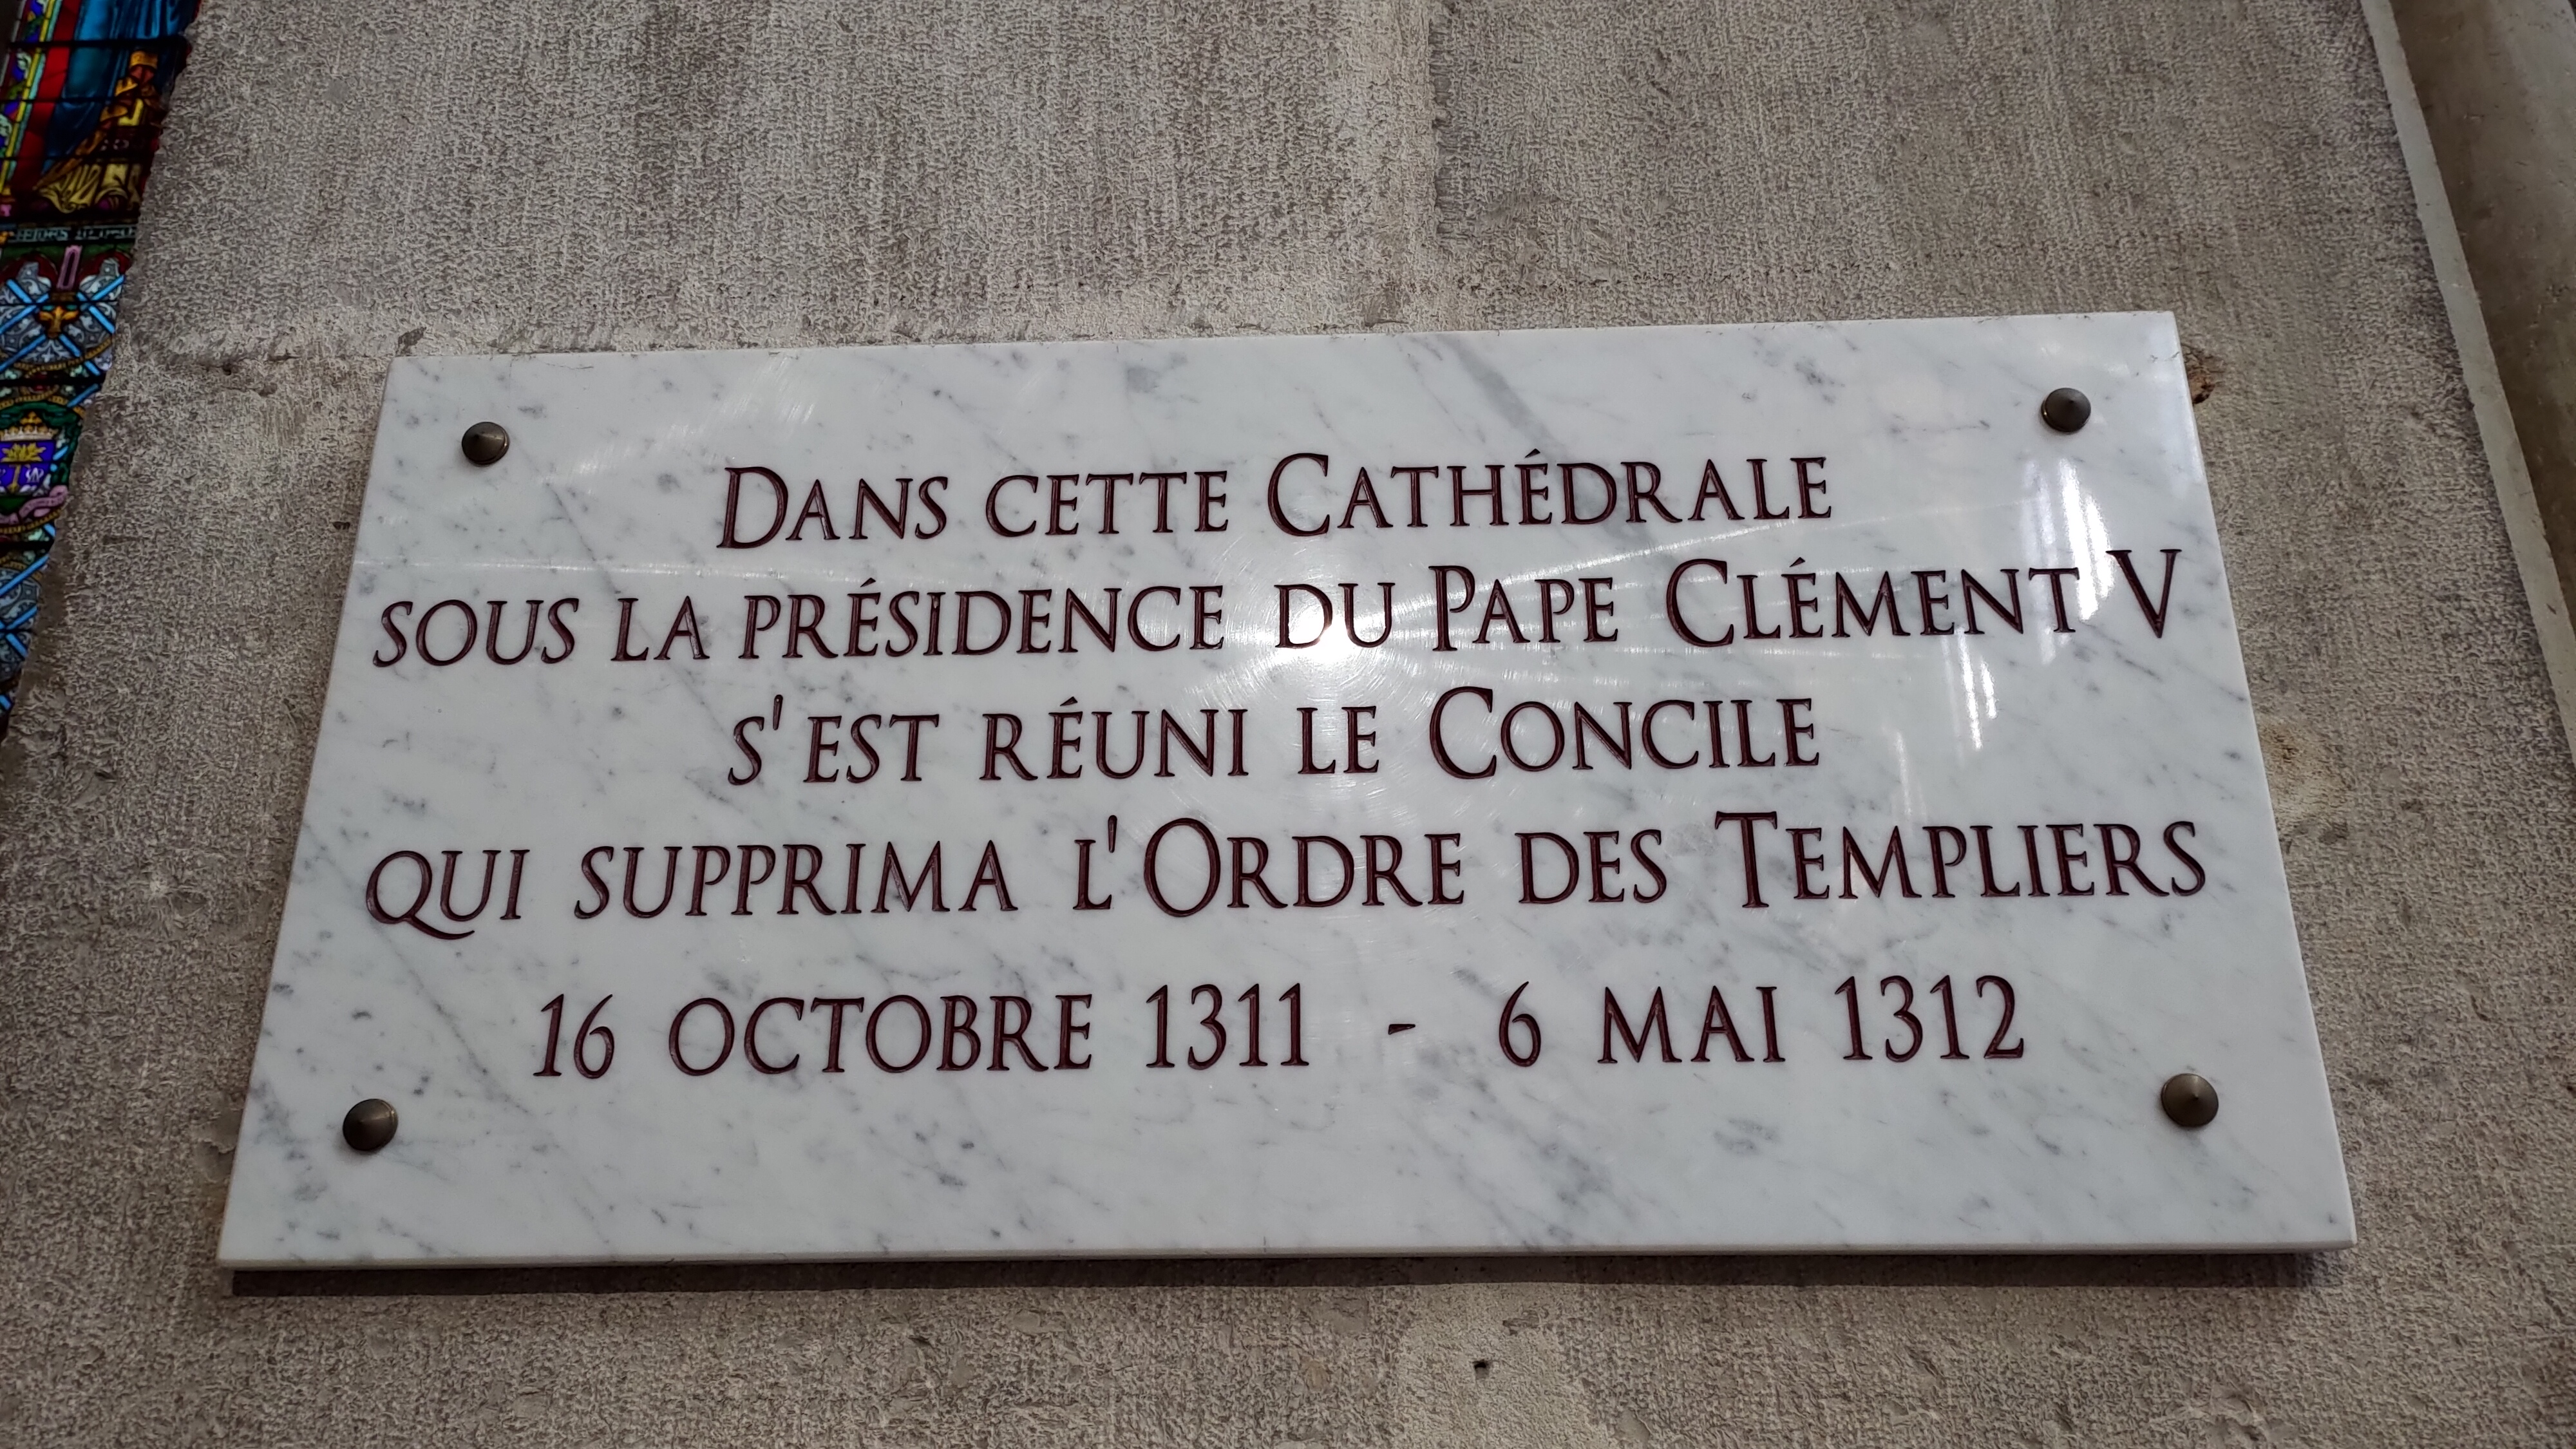 Dans cette Cathédrale
sous la présidence du Pape Clément V
s'est réuni le Concile
qui supprima l'Ordre des Templiers
16 octobre 1311 - 6 mai 1312